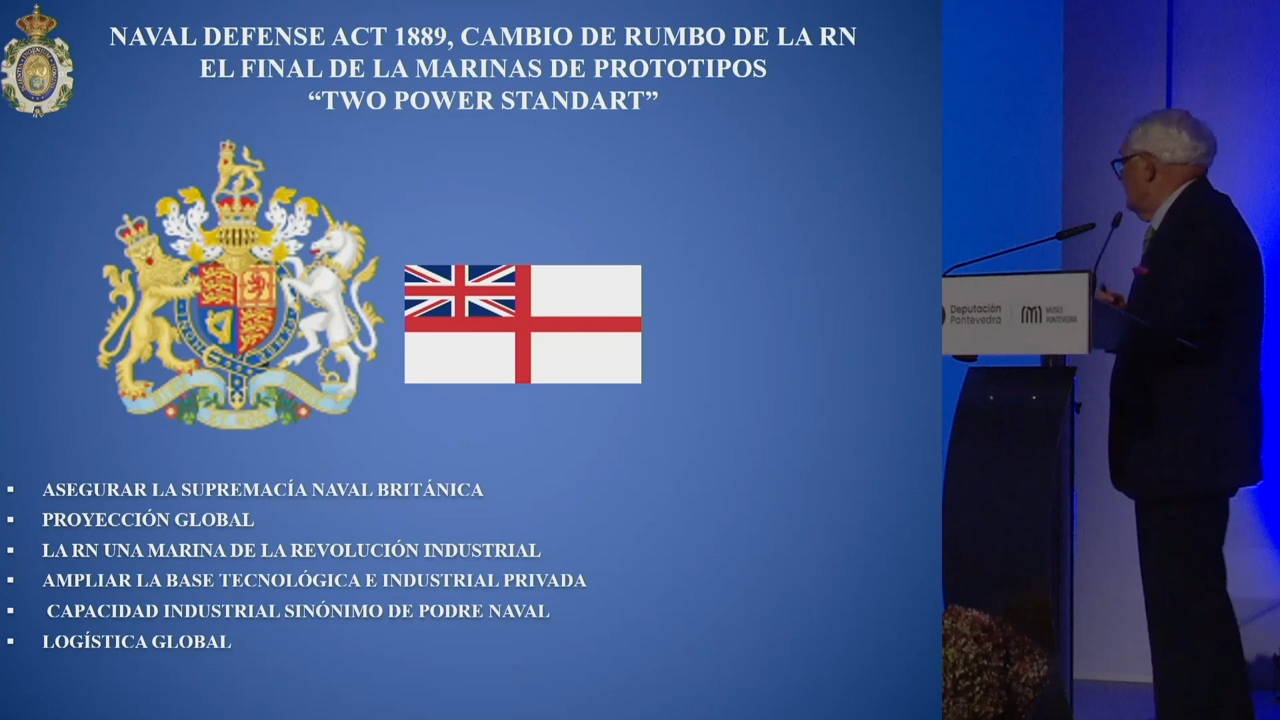 NAVAL DEFENSE ACT 1889, CAMBIO DE RUMBO DE LA RN
EL FINAL DE LA MARINAS DE PROTOTIPOS
“TWO POWER STANDART”
▪ ASEGURAR LA SUPREMACÍA NAVAL BRITÁNICA
▪ PROYECCIÓN GLOBAL
▪ LA RN UNA MARINA DE LA REVOLUCIÓN INDUSTRIAL
▪ AMPLIAR LA BASE TECNOLÓGICA E INDUSTRIAL PRIVADA
▪ CAPACIDAD INDUSTRIAL SINÓNIMO DE PODRE NAVAL
▪ LOGÍSTICA GLOBAL
Deputación
Pontevedra
MUSEO
PONTEVEDRA